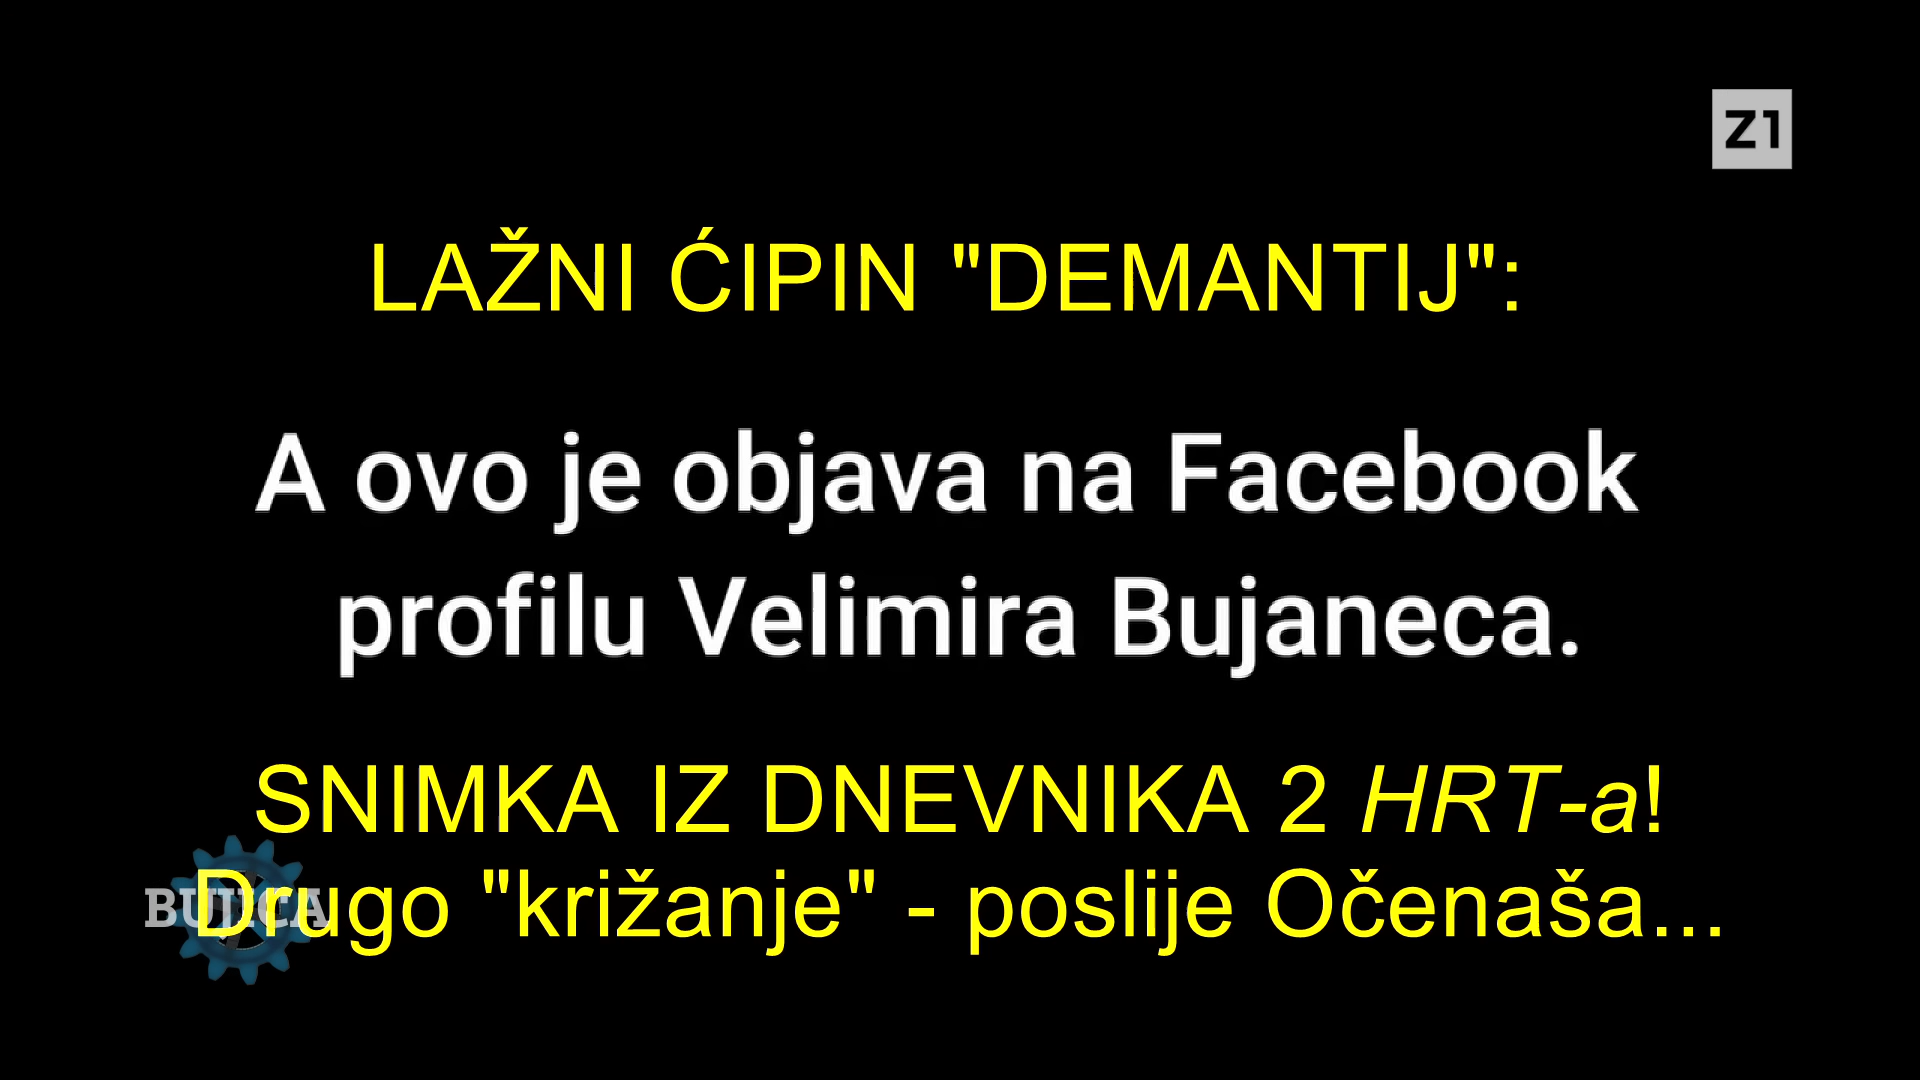 Z1
LAŽNI ĆIPIN "DEMANTIJ":
A ovo je objava na Facebook
profilu Velimira Bujaneca.
SNIMKA IZ DNEVNIKA 2 HRT-a!
Drugo "križanje" - poslije Očenaša...
BUJICA